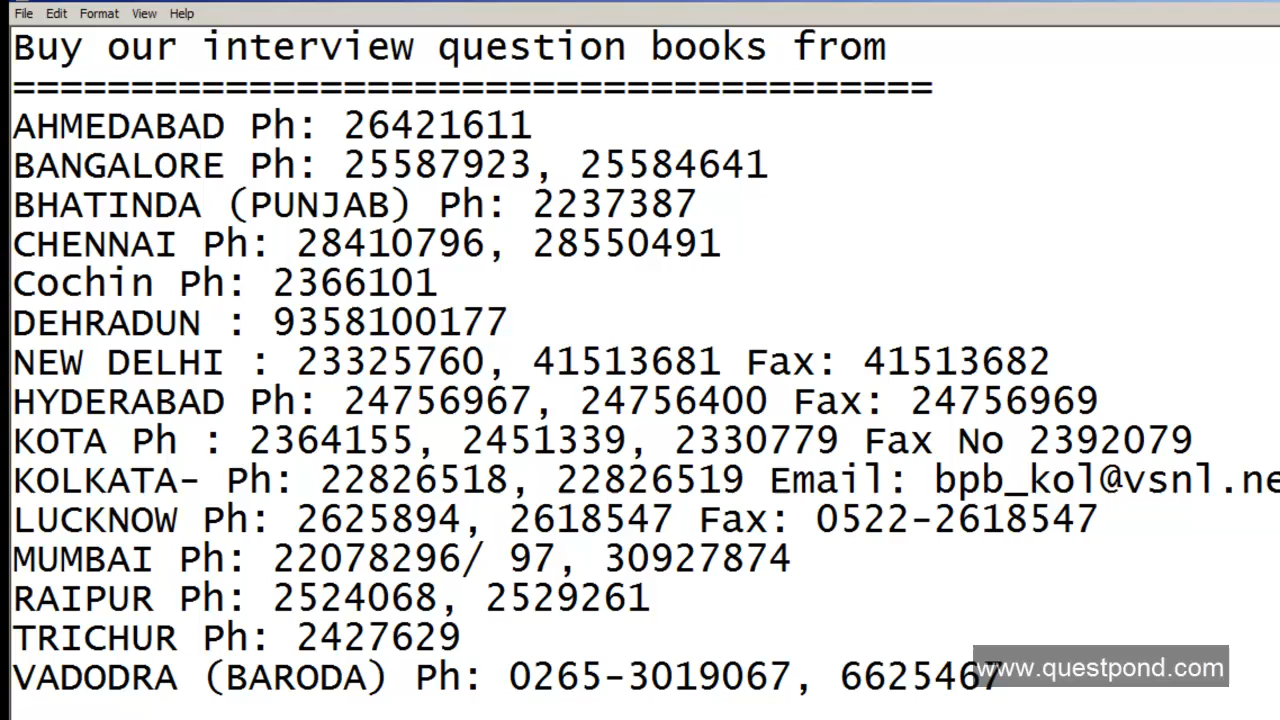 File Edit Format View Help
Buy our interview question books from
=======================================
AHMEDABAD Ph: 26421611
BANGALORE Ph: 25587923, 25584641
BHATINDA (PUNJAB) Ph: 2237387
CHENNAI Ph: 28410796, 28550491
Cochin Ph: 2366101
DEHRADUN : 9358100177
NEW DELHI : 23325760, 41513681 Fax: 41513682
HYDERABAD Ph: 24756967, 24756400 Fax: 24756969
KOTA Ph : 2364155, 2451339, 2330779 Fax No 2392079
KOLKATA- Ph: 22826518, 22826519 Email: bpb_kol@vsnl.ne
LUCKNOW Ph: 2625894, 2618547 Fax: 0522-2618547
MUMBAI Ph: 22078296/ 97, 30927874
RAIPUR Ph: 2524068, 2529261
TRICHUR Ph: 2427629
VADODRA (BARODA) Ph: 0265-3019067, 6625467
www.questpond.com